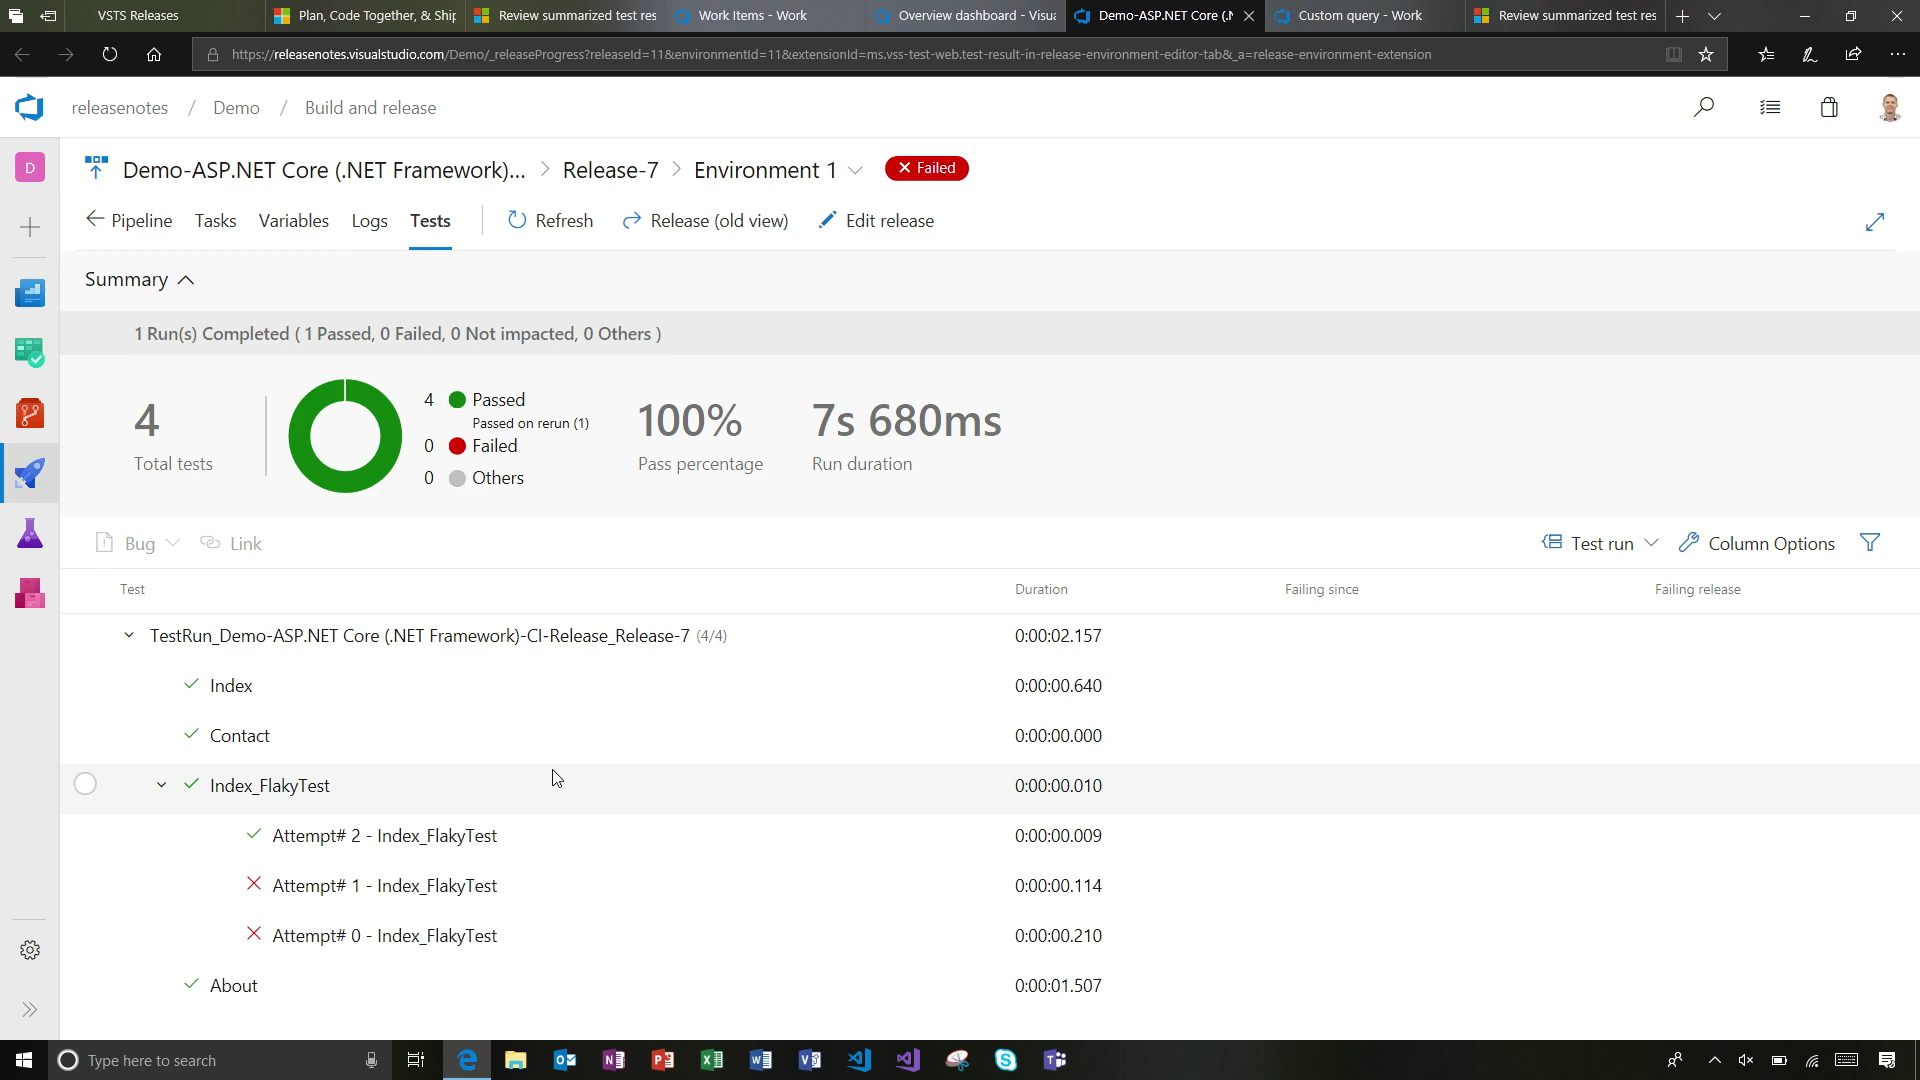 VSTS Releases
Plan, Code Together, & Ship
Review summarized test res
Work Items - Work
Overview dashboard - Visua
Demo-ASP.NET Core (.N
Custom query - Work
Review summarized test res
https://releasenotes.visualstudio.com/Demo/_releaseProgress?releaseId=11&environmentId=11&extensionId=ms.vss-test-web.test-result-in-release-environment-editor-tab&_a=release-environment-extension
releasenotes / Demo / Build and release
D
Demo-ASP.NET Core (.NET Framework)... > Release-7 > Environment 1
Failed
Pipeline Tasks Variables Logs Tests Refresh Release (old view) Edit release
Summary
1 Run(s) Completed ( 1 Passed, 0 Failed, 0 Not impacted, 0 Others )
4
Total tests
4 Passed
Passed on rerun (1)
0 Failed
0 Others
100%
Pass percentage
7s 680ms
Run duration
Bug Link Test run Column Options
Test Duration Failing since Failing release
TestRun_Demo-ASP.NET Core (.NET Framework)-CI-Release_Release-7 (4/4) 0:00:02.157
Index 0:00:00.640
Contact 0:00:00.000
Index_FlakyTest 0:00:00.010
Attempt# 2 - Index_FlakyTest 0:00:00.009
Attempt# 1 - Index_FlakyTest 0:00:00.114
Attempt# 0 - Index_FlakyTest 0:00:00.210
About 0:00:01.507
Type here to search